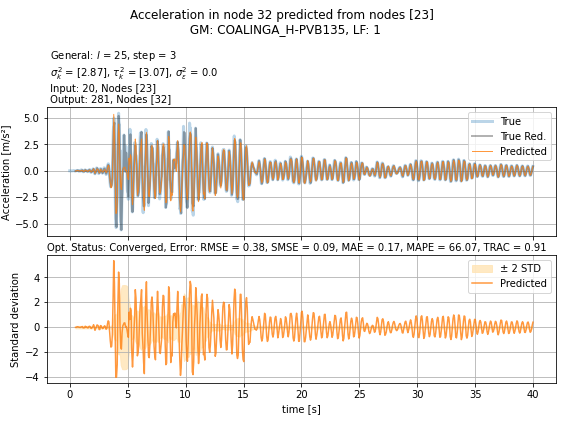 Acceleration in node 32 predicted from nodes [23]
GM: COALINGA_H-PVB135, LF: 1
General: l = 25, step = 3
σ²ₖ = [2.87], τ²ₖ = [3.07], σ²ₑ = 0.0
Input: 20, Nodes [23]
Output: 281, Nodes [32]
5.0
2.5
0.0
−2.5
−5.0
Acceleration [m/s²]
True
True Red.
Predicted
Opt. Status: Converged, Error: RMSE = 0.38, SMSE = 0.09, MAE = 0.17, MAPE = 66.07, TRAC = 0.91
4
2
0
−2
−4
Standard deviation
± 2 STD
Predicted
0 5 10 15 20 25 30 35 40
time [s]